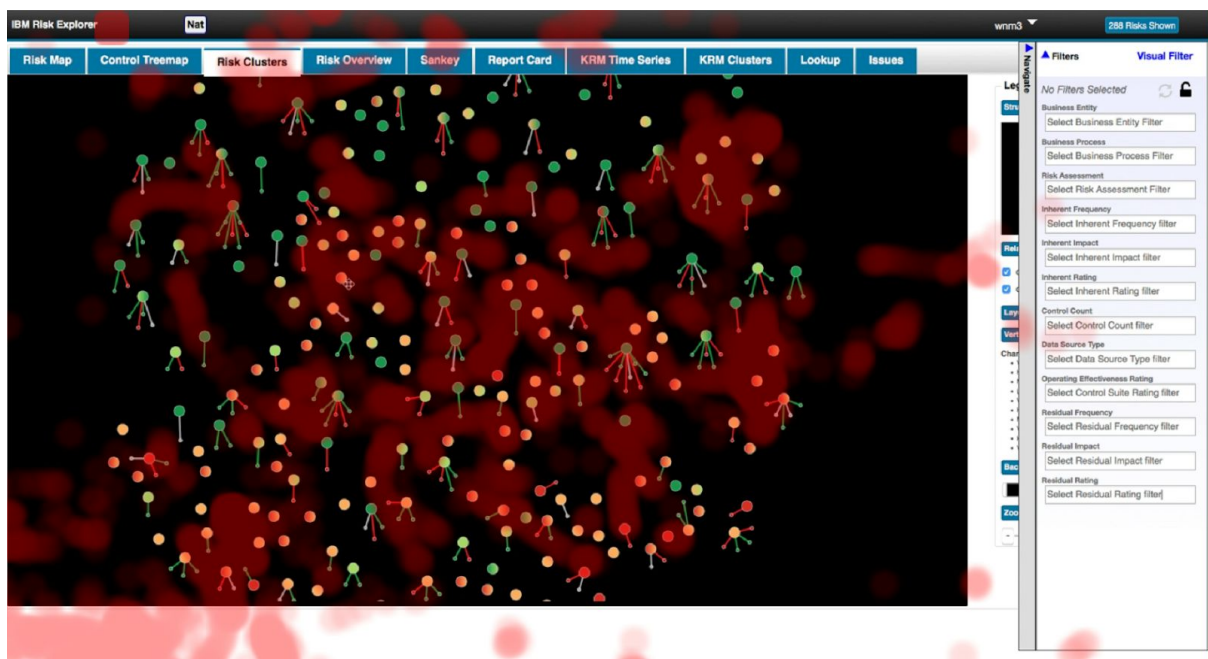 IBM Risk Explorer
Nat
wnm3
288 Risks Shown
Risk Map
Control Treemap
Risk Clusters
Risk Overview
Sankey
Report Card
KRM Time Series
KRM Clusters
Lookup
Issues
Navigate
Filters
Visual Filter
No Filters Selected
Business Entity
Select Business Entity Filter
Business Process
Select Business Process Filter
Risk Assessment
Select Risk Assessment Filter
Inherent Frequency
Select Inherent Frequency filter
Inherent Impact
Select Inherent Impact filter
Inherent Rating
Select Inherent Rating filter
Control Count
Select Control Count filter
Data Source Type
Select Data Source Type filter
Operating Effectiveness Rating
Select Control Suite Rating filter
Residual Frequency
Select Residual Frequency filter
Residual Impact
Select Residual Impact filter
Residual Rating
Select Residual Rating filter